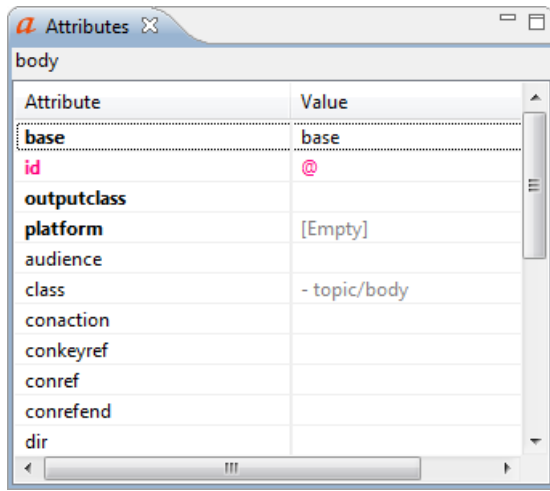 a Attributes
body
Attribute Value
base base
id @
outputclass
platform [Empty]
audience
class - topic/body
conaction
conkeyref
conref
conrefend
dir